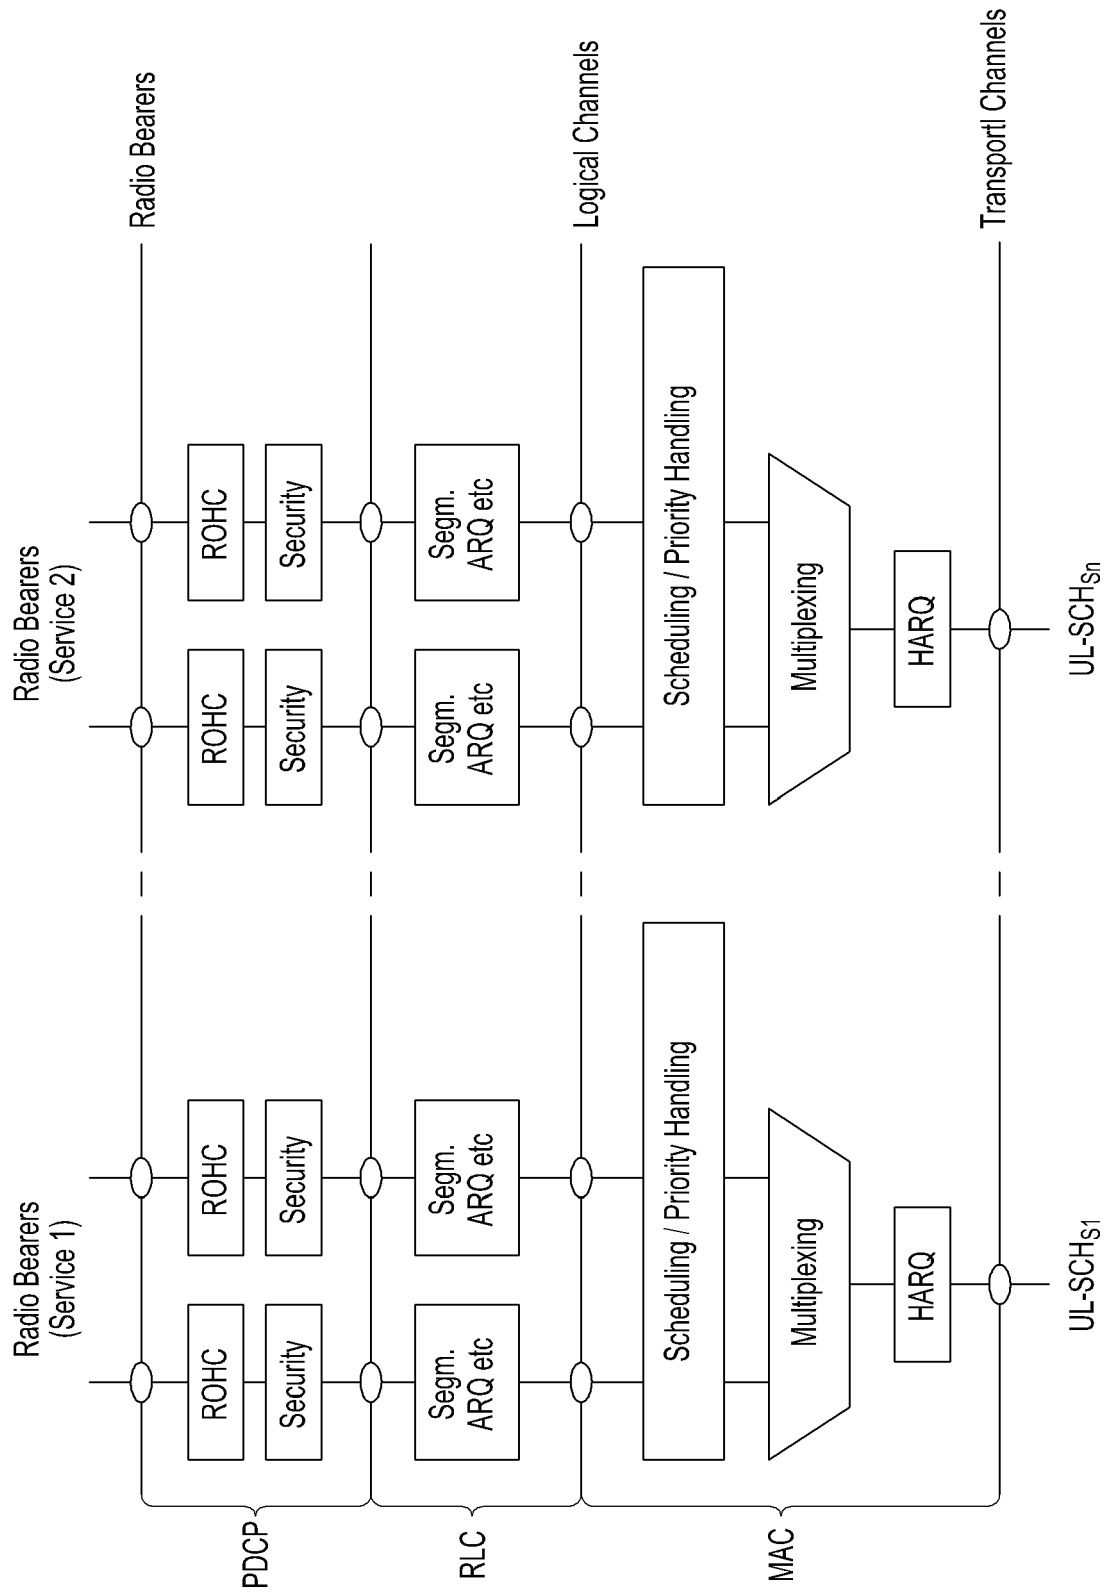 Radio Bearers
(Service 1)
Radio Bearers
(Service 2)
Radio Bearers
PDCP
ROHC
ROHC
ROHC
ROHC
Security
Security
Security
Security
RLC
Segm.
ARQ etc
Segm.
ARQ etc
Segm.
ARQ etc
Segm.
ARQ etc
Logical Channels
MAC
Scheduling / Priority Handling
Scheduling / Priority Handling
Multiplexing
Multiplexing
HARQ
HARQ
Transportl Channels
UL-SCHS1
UL-SCHSn